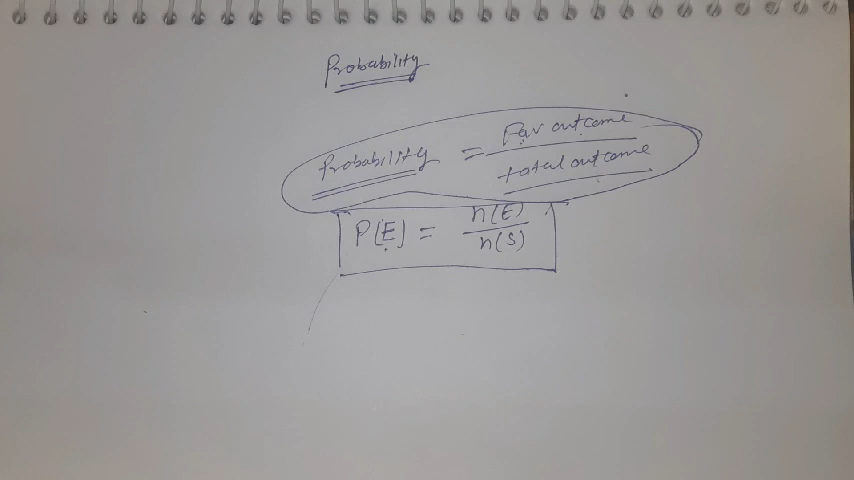 Probability
Probability = Fav outcome / total outcome
P(E) = n(E) / n(S)